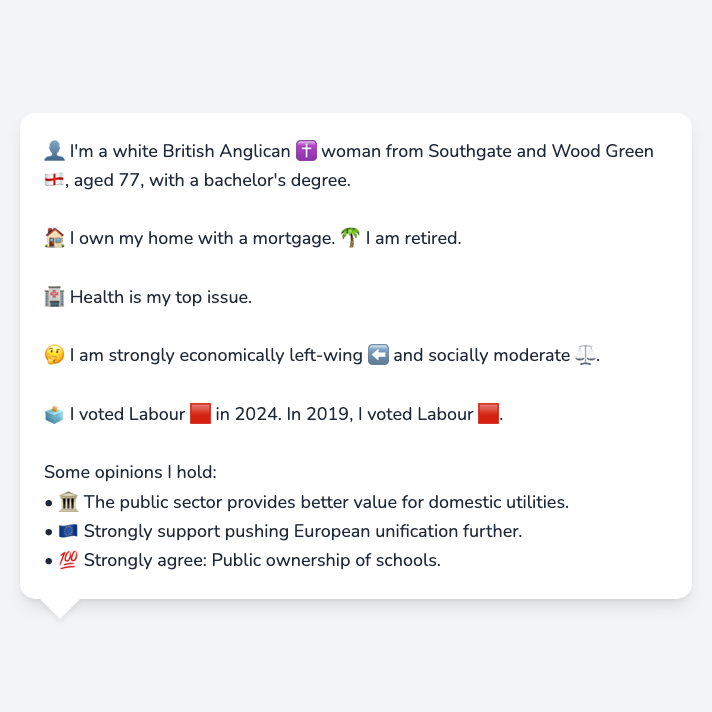 👤 I'm a white British Anglican ✝️ woman from Southgate and Wood Green
🏴󠁧󠁢󠁥󠁮󠁧󠁿, aged 77, with a bachelor's degree.
🏠 I own my home with a mortgage. 🌴 I am retired.
🏥 Health is my top issue.
🤔 I am strongly economically left-wing ⬅️ and socially moderate ⚖️.
🗳️ I voted Labour 🟥 in 2024. In 2019, I voted Labour 🟥.
Some opinions I hold:
• 🏛️ The public sector provides better value for domestic utilities.
• 🇪🇺 Strongly support pushing European unification further.
• 💯 Strongly agree: Public ownership of schools.